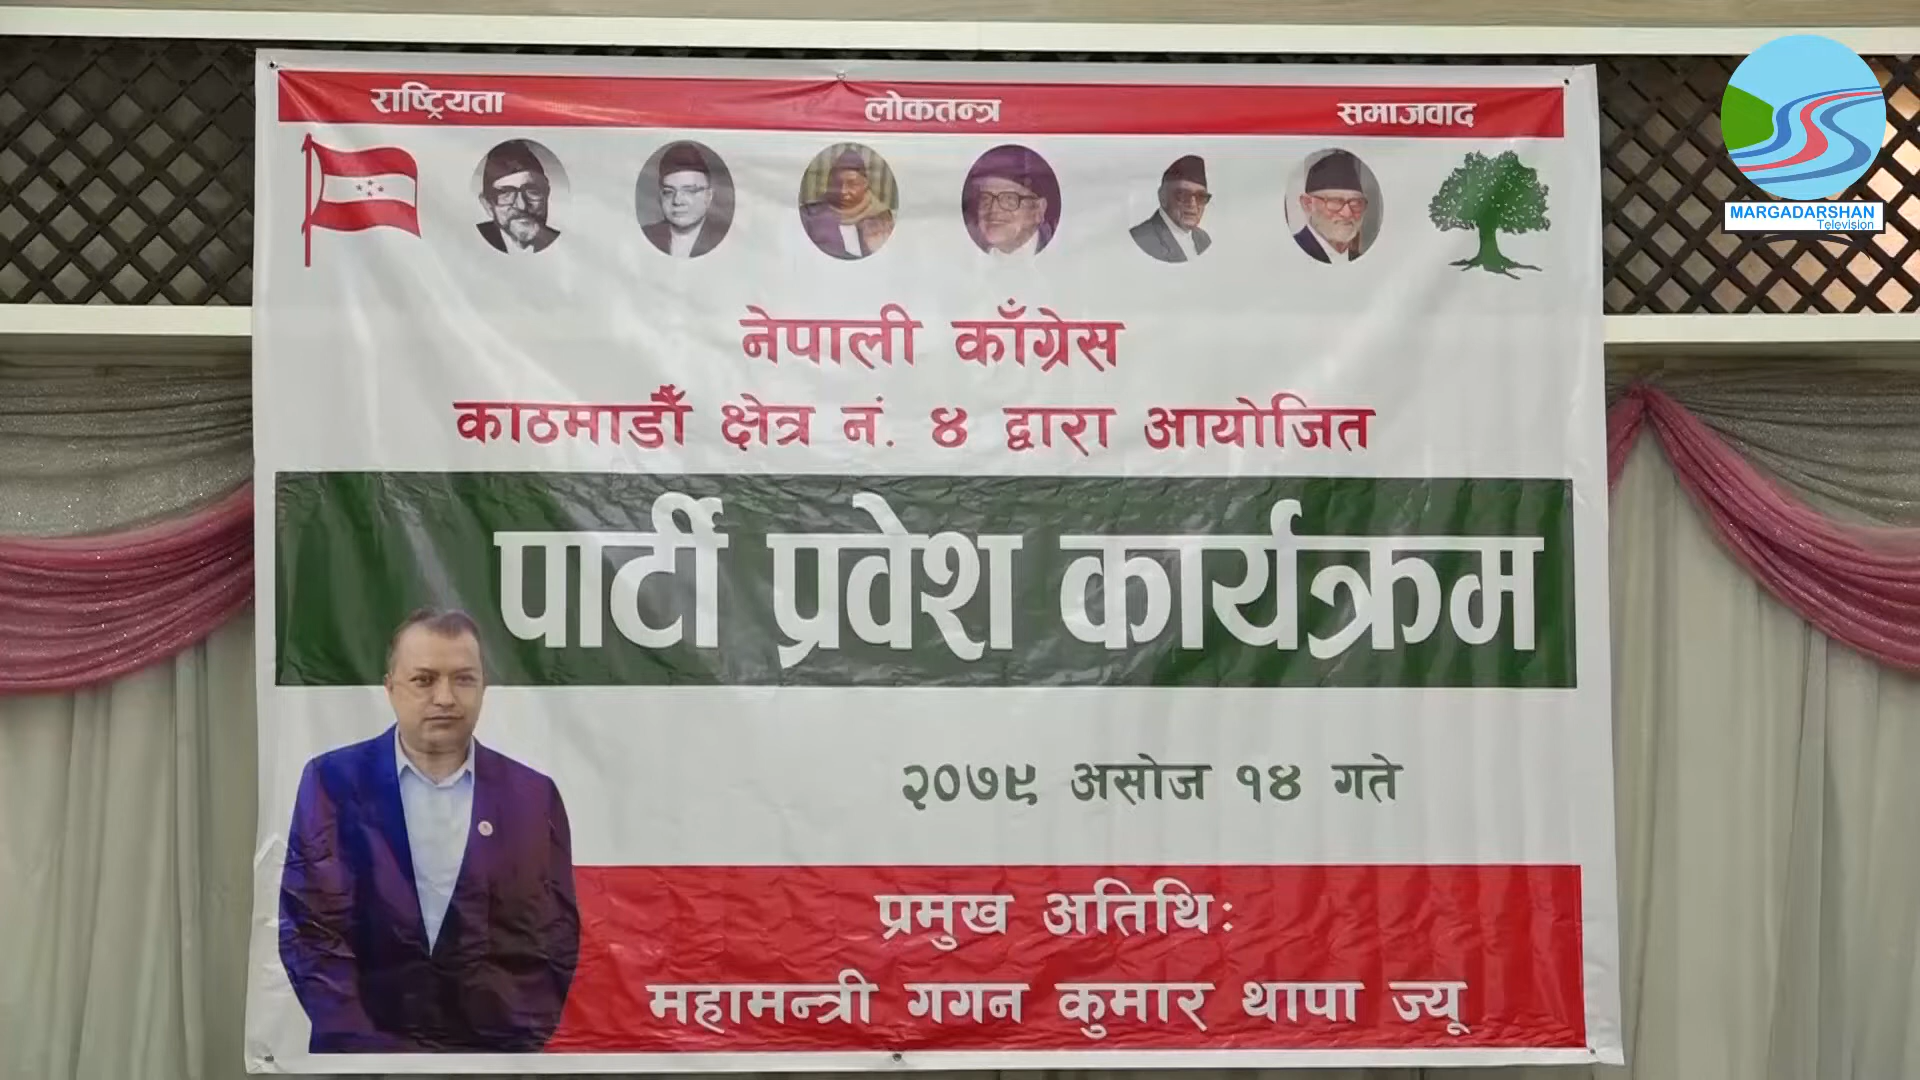 राष्ट्रियता लोकतन्त्र समाजवाद
MARGADARSHAN
Television
नेपाली काँग्रेस
काठमाडौँ क्षेत्र नं. ४ द्वारा आयोजित
पार्टी प्रवेश कार्यक्रम
२०७९ असोज १४ गते
प्रमुख अतिथि:
महामन्त्री गगन कुमार थापा ज्यू